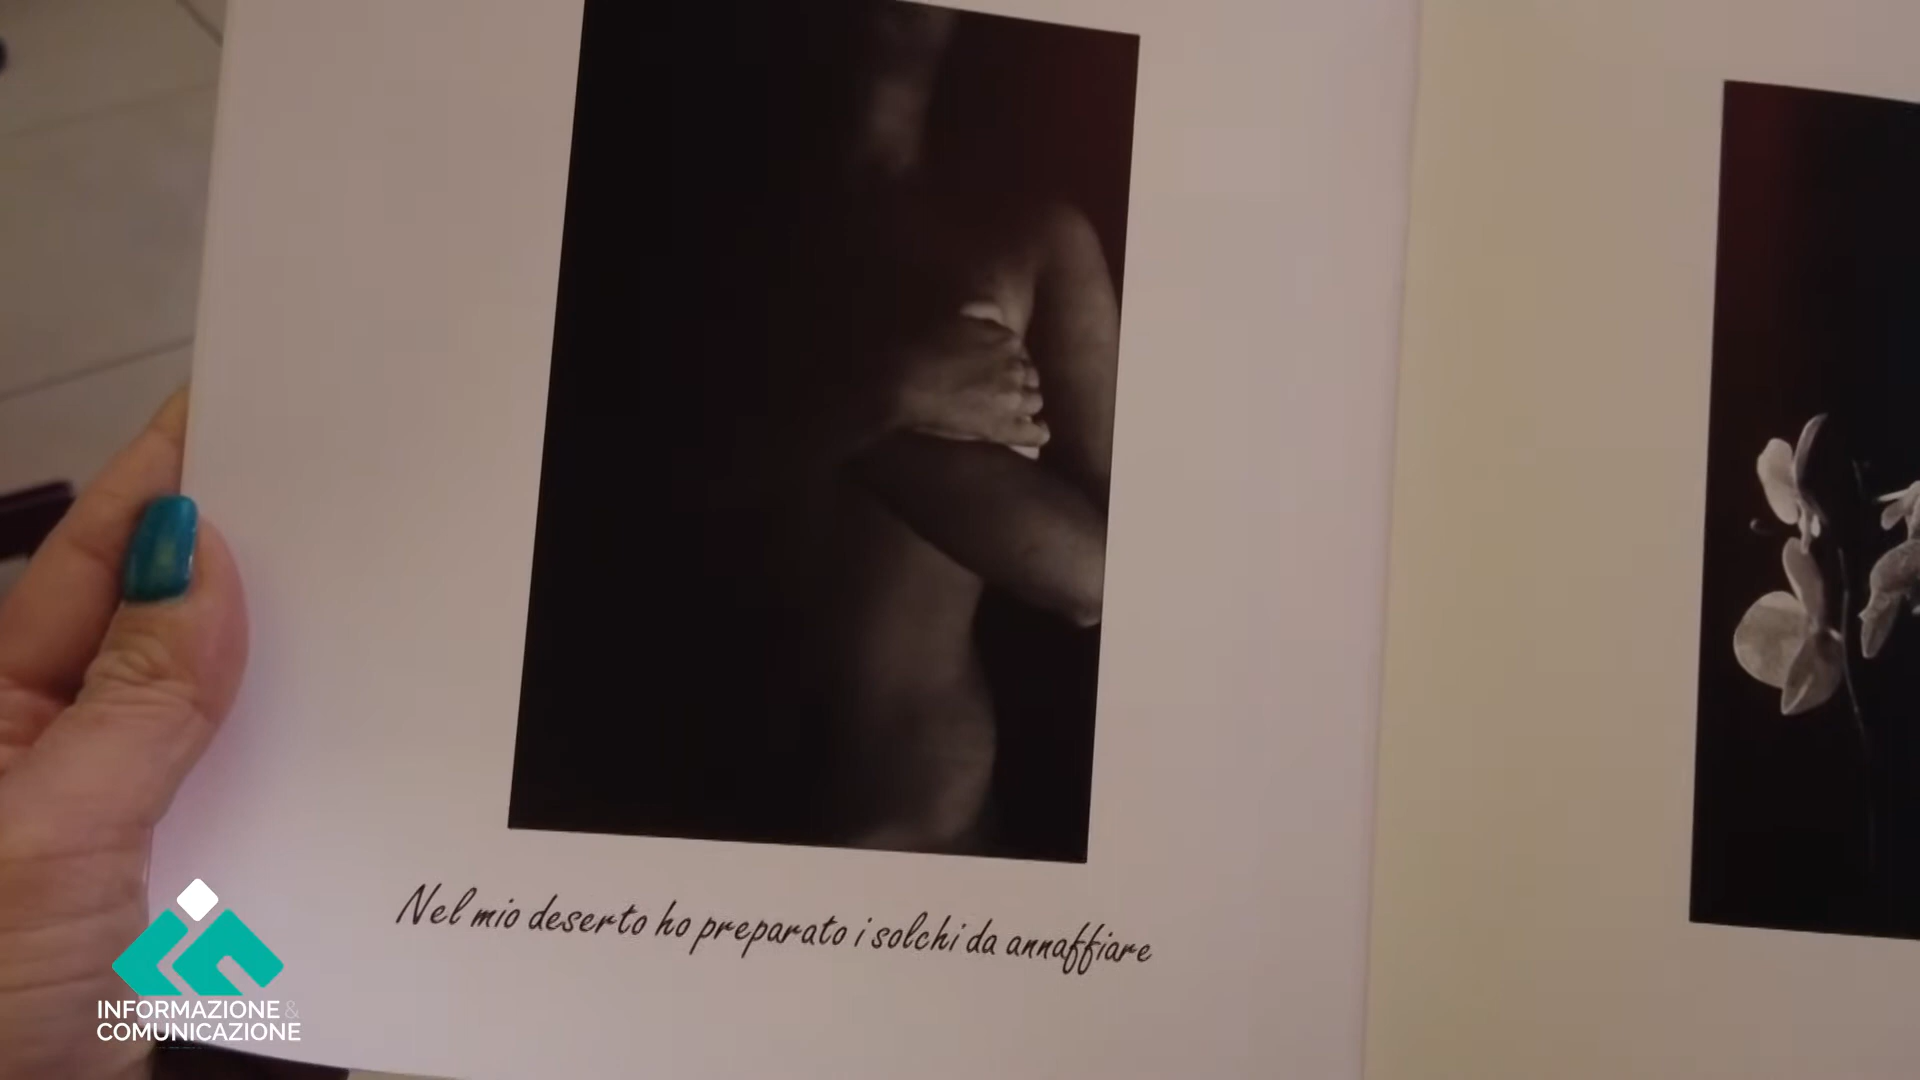 Nel mio deserto ho preparato i solchi da annaffiare
INFORMAZIONE &
COMUNICAZIONE